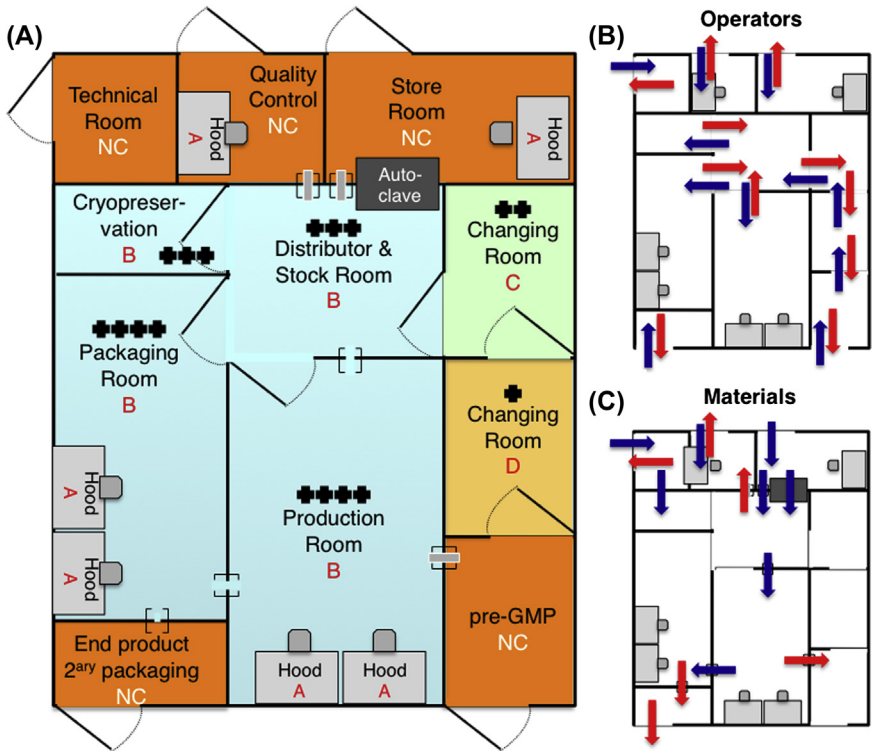 (A)
Technical
Room
NC
Quality
Control
NC
Hood
A
Store
Room
NC
Hood
A
Auto-
clave
Cryopreser-
vation
B
Distributor &
Stock Room
B
Changing
Room
C
Packaging
Room
B
Changing
Room
D
Hood
A
Hood
A
Production
Room
B
pre-GMP
NC
End product
2ary packaging
NC
Hood
A
Hood
A
(B)
Operators
(C)
Materials